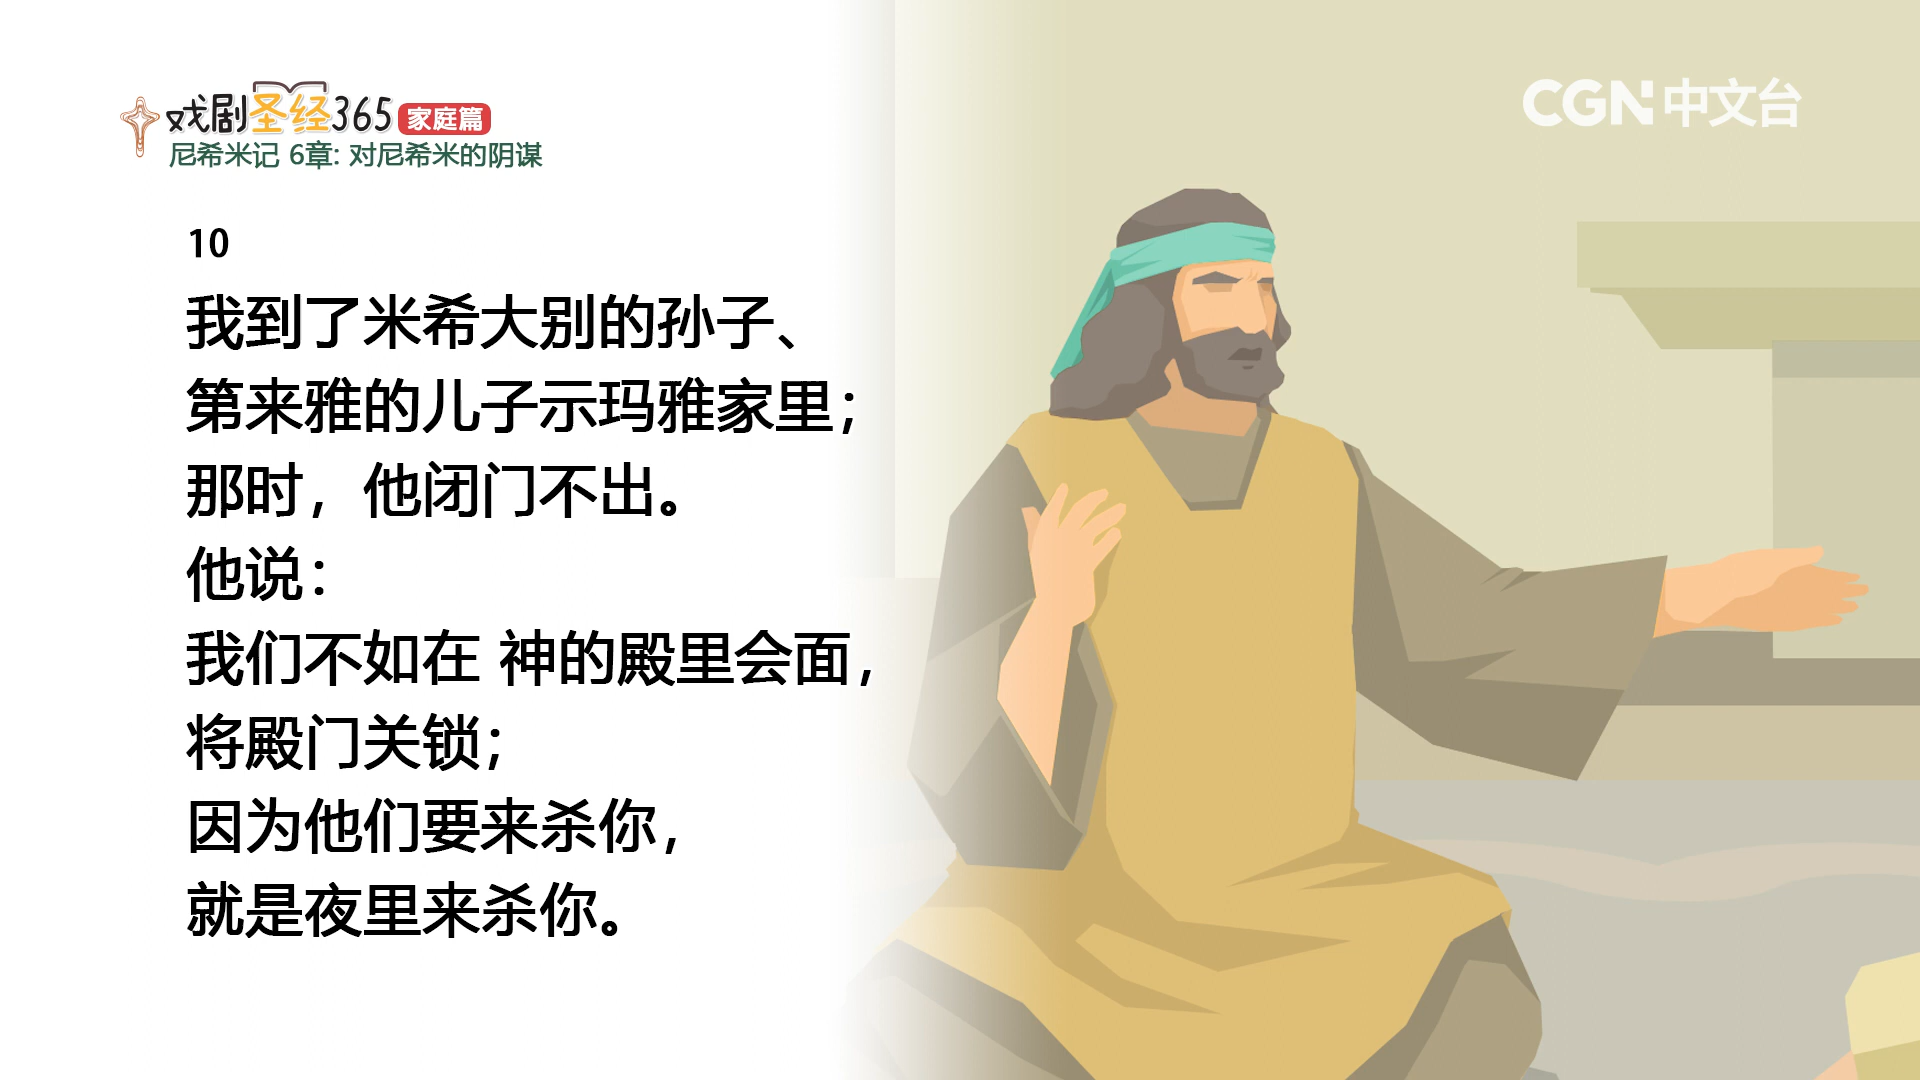 戏剧圣经365 家庭篇
CGN 中文台
尼希米记 6章: 对尼希米的阴谋
10
我到了米希大别的孙子、
第来雅的儿子示玛雅家里；
那时，他闭门不出。
他说：
我们不如在 神的殿里会面，
将殿门关锁；
因为他们要来杀你，
就是夜里来杀你。